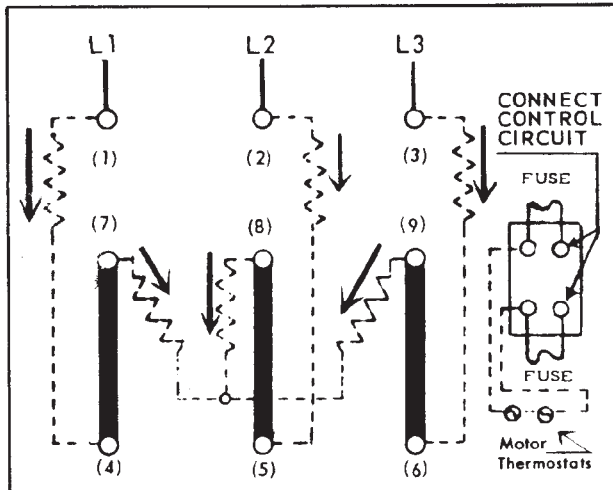 L1 L2 L3
CONNECT
CONTROL
CIRCUIT
(1) (2) (3)
FUSE
(7) (8) (9)
FUSE
(4) (5) (6)
Motor
Thermostats